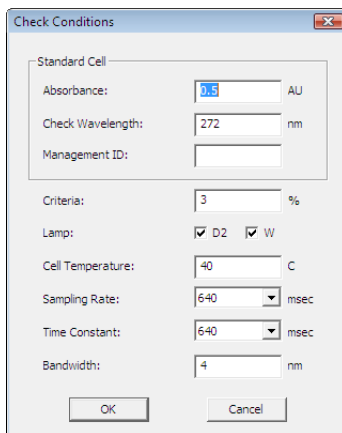 Check Conditions
Standard Cell
Absorbance: 0.5 AU
Check Wavelength: 272 nm
Management ID:
Criteria: 3 %
Lamp: D2 W
Cell Temperature: 40 C
Sampling Rate: 640 msec
Time Constant: 640 msec
Bandwidth: 4 nm
OK Cancel